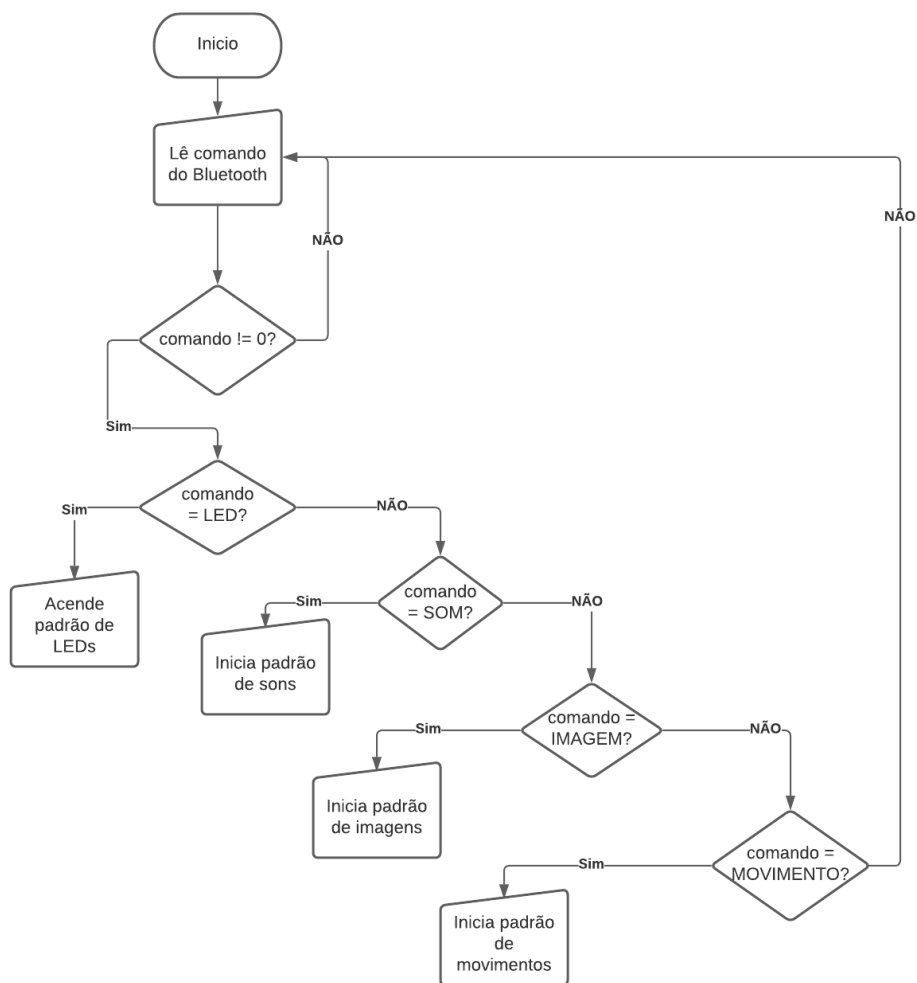 Inicio
Lê comando
do Bluetooth
NÃO
NÃO
comando != 0?
Sim
comando
= LED?
Sim
NÃO
Acende
padrão de
LEDs
comando
= SOM?
Sim
NÃO
Inicia padrão
de sons
comando =
IMAGEM?
Sim
NÃO
Inicia padrão
de imagens
comando =
MOVIMENTO?
Sim
Inicia padrão
de
movimentos